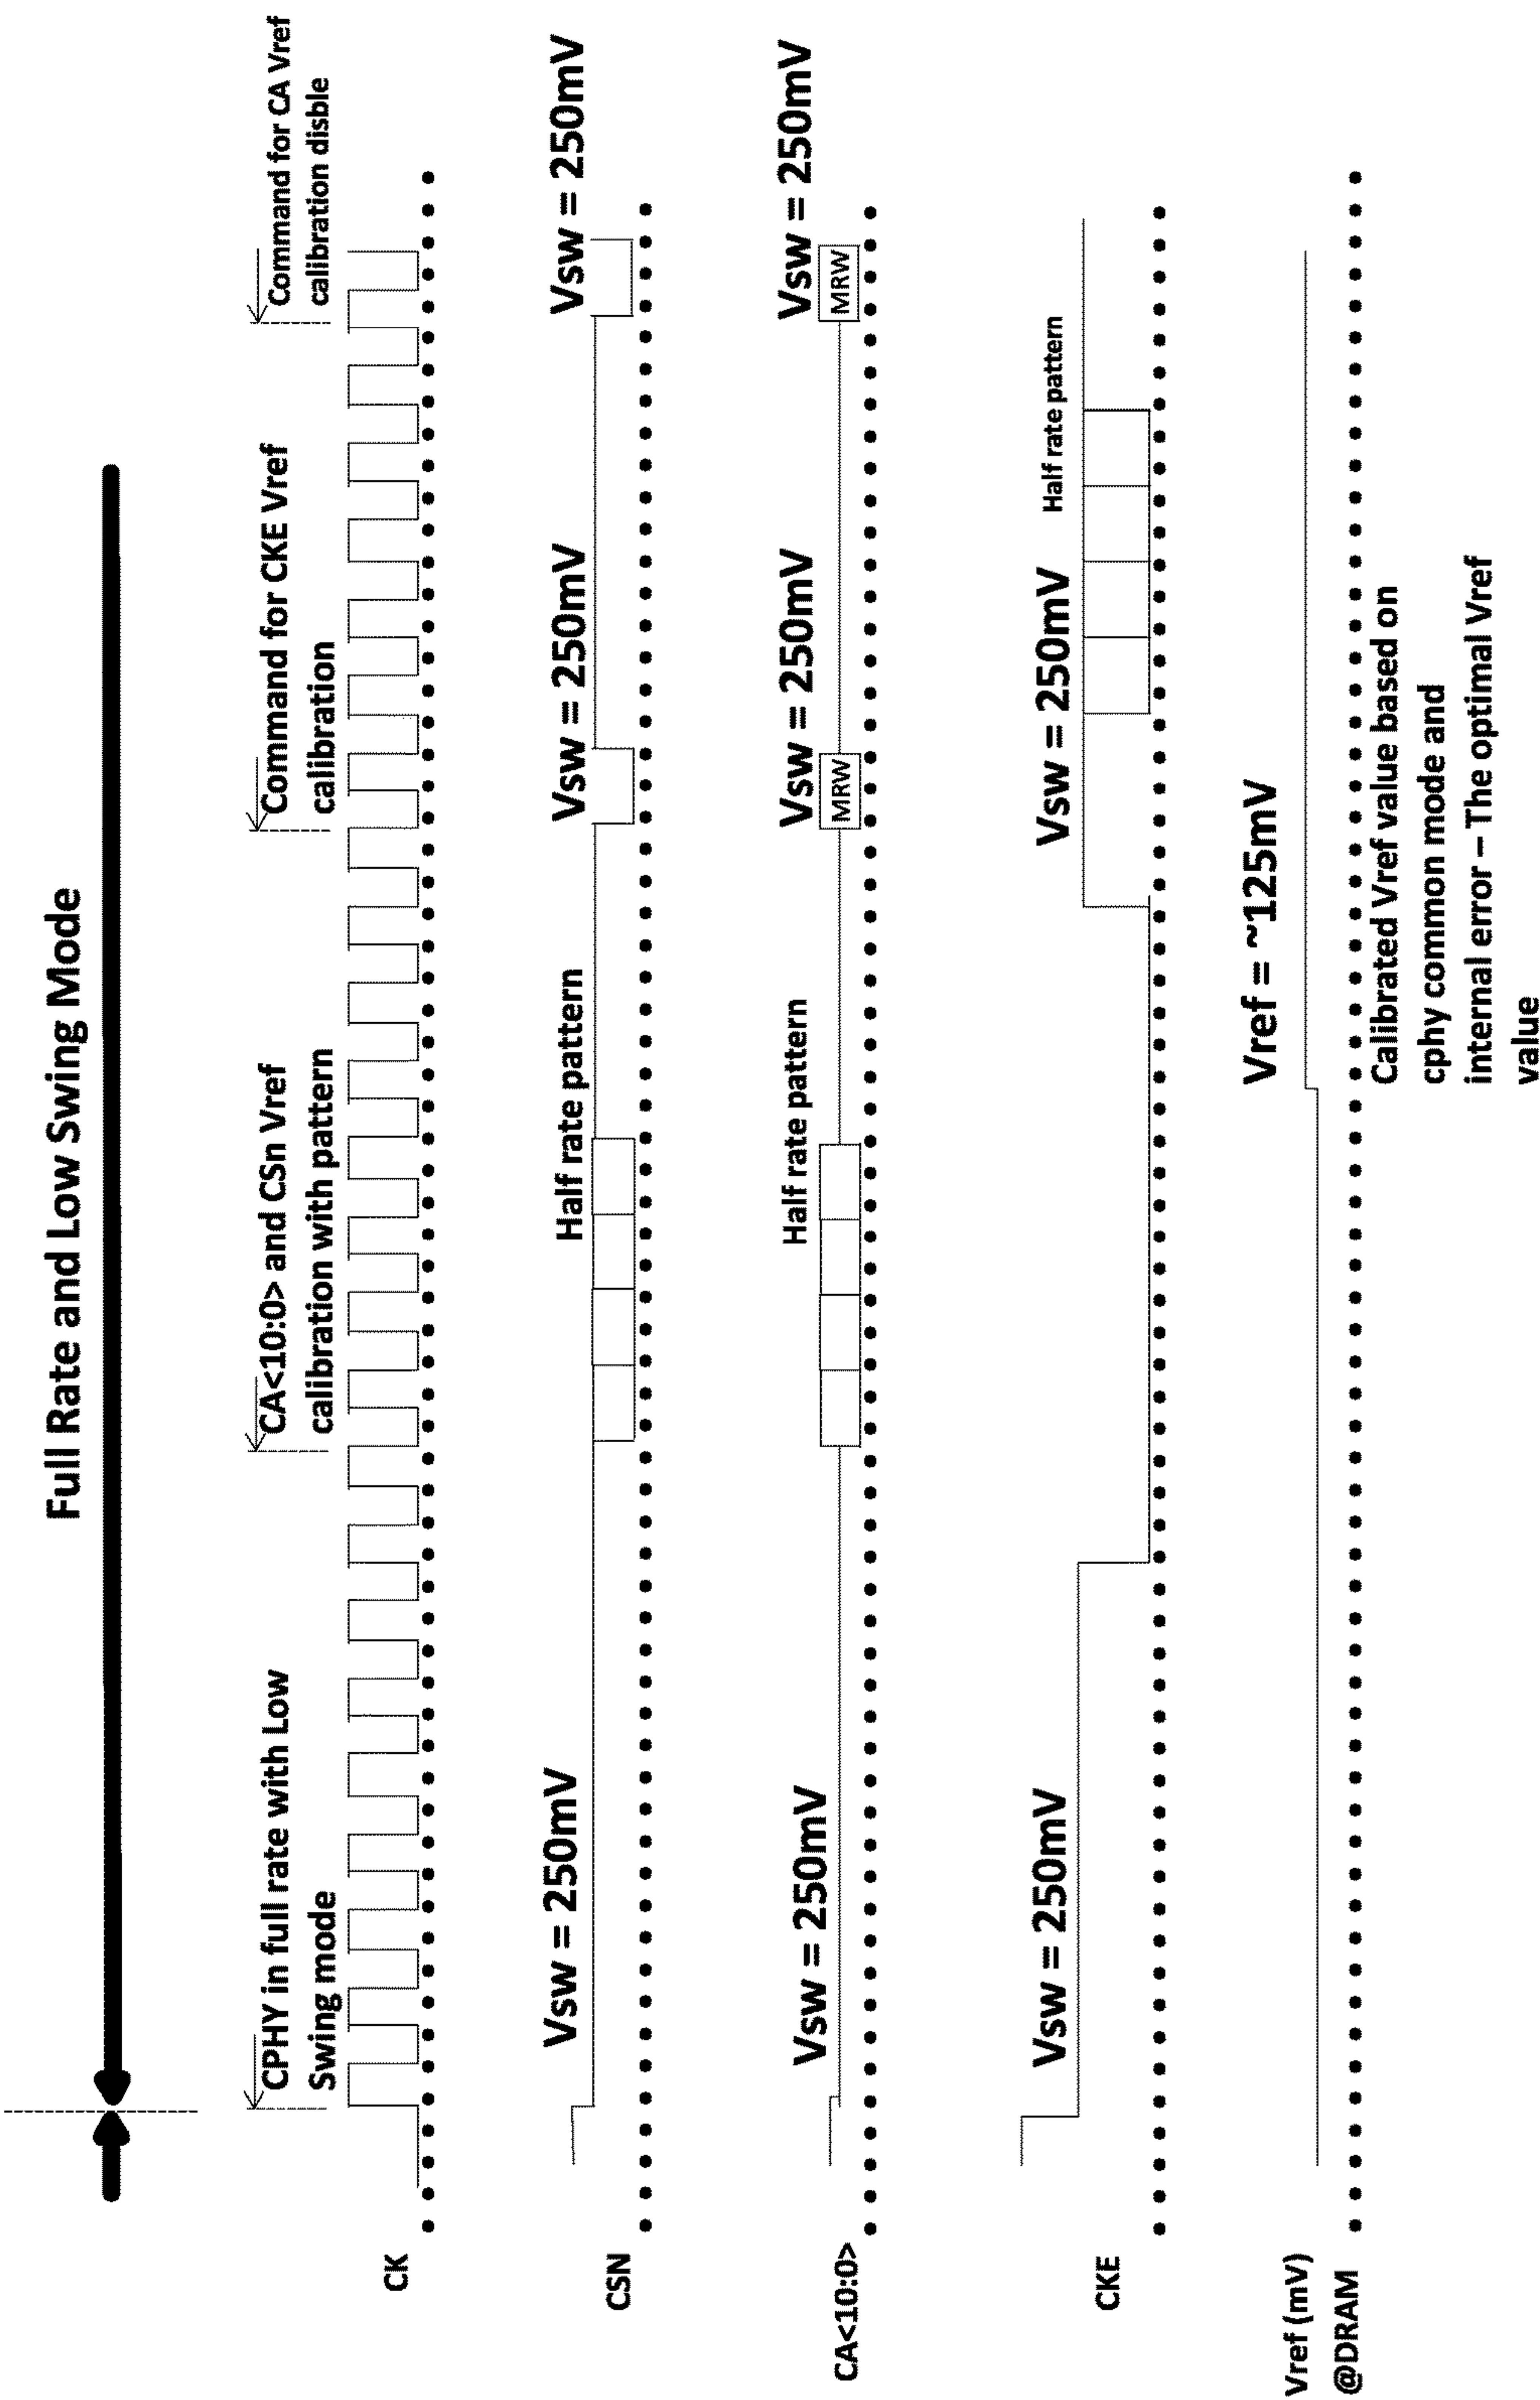 Full Rate and Low Swing Mode
CPHY in full rate with Low
Swing mode
CA<10:0> and CSn Vref
calibration with pattern
Command for CKE Vref
calibration
Command for CA Vref
calibration disble
CK
CSN
Vsw = 250mV
Half rate pattern
Vsw = 250mV
Vsw = 250mV
CA<10:0>
Vsw = 250mV
Half rate pattern
Vsw = 250mV
MRW
Vsw = 250mV
MRW
CKE
Vsw = 250mV
Vsw = 250mV
Half rate pattern
Vref (mV)
@DRAM
Vref = ~125mV
Calibrated Vref value based on
cphy common mode and
internal error – The optimal Vref
value